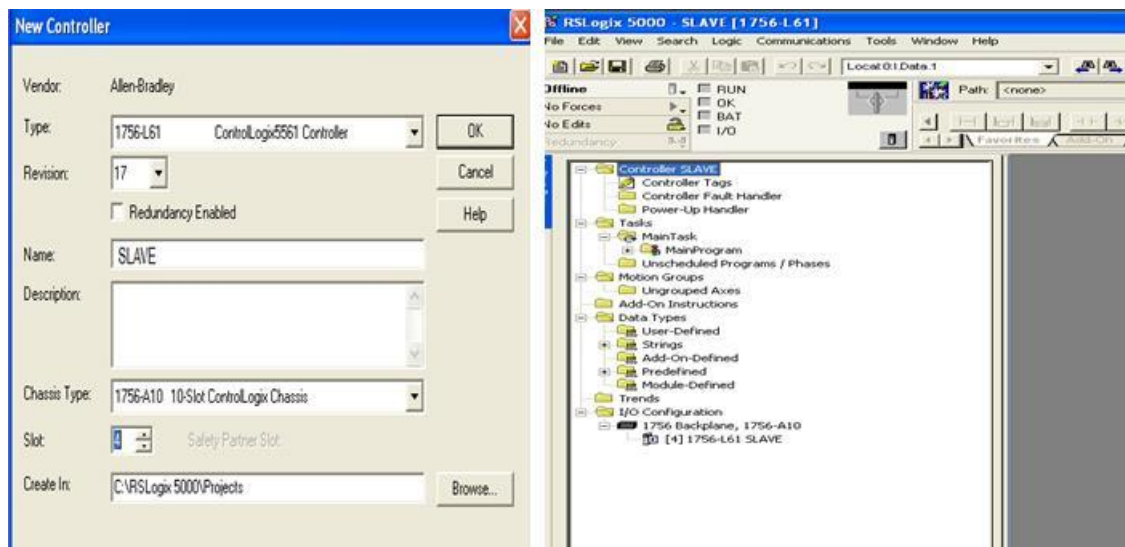 New Controller
Vendor: Allen-Bradley
Type: 1756-L61 ControlLogix5561 Controller
OK
Revision: 17
Cancel
Redundancy Enabled
Help
Name: SLAVE
Description:
Chassis Type: 1756-A10 10-Slot ControlLogix Chassis
Slot: 4 Safety Partner Slot:
Create In: C:\RSLogix 5000\Projects
Browse...
RSLogix 5000 - SLAVE [1756-L61]
File Edit View Search Logic Communications Tools Window Help
Local:0:I.Data.1
Offline
RUN
Path: <none>
No Forces
OK
No Edits
BAT
Redundancy
I/O
Favorites Add-On
Controller SLAVE
Controller Tags
Controller Fault Handler
Power-Up Handler
Tasks
MainTask
MainProgram
Unscheduled Programs / Phases
Motion Groups
Ungrouped Axes
Add-On Instructions
Data Types
User-Defined
Strings
Add-On-Defined
Predefined
Module-Defined
Trends
I/O Configuration
1756 Backplane, 1756-A10
[4] 1756-L61 SLAVE